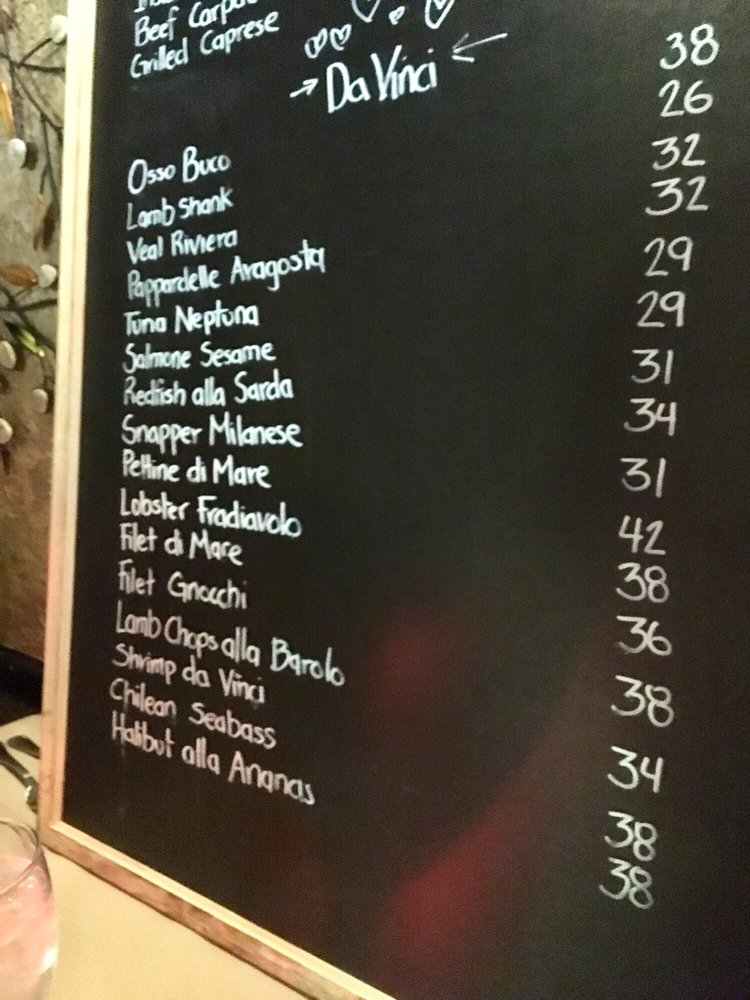 Beef
Grilled Caprese
Da Vinci
Osso Buco 38
Lamb Shank 26
Veal Riviera 32
Pappardelle Aragosta 32
Tuna Neptuna 29
Salmone Sesame 29
Redfish alla Sarda 31
Snapper Milanese 34
Pettine di Mare 31
Lobster Fradiavolo 42
Filet di Mare 38
Filet Gnocchi 36
Lamb Chops alla Barolo 38
Shrimp da Vinci 34
Chilean Seabass 38
Halibut alla Ananas 38